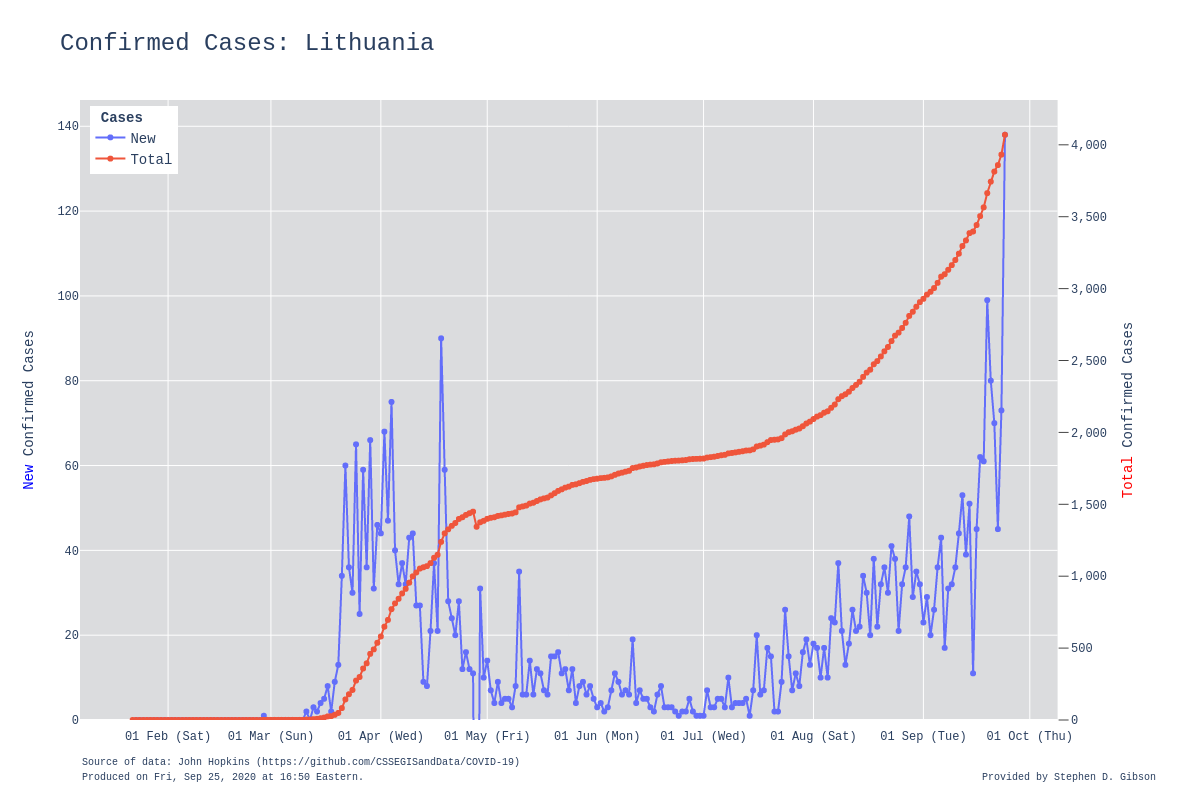 Confirmed Cases: Lithuania
Cases
New
Total
140
120
100
80
60
40
20
0
4,000
3,500
3,000
2,500
2,000
1,500
1,000
500
0
New Confirmed Cases
Total Confirmed Cases
01 Feb (Sat)
01 Mar (Sun)
01 Apr (Wed)
01 May (Fri)
01 Jun (Mon)
01 Jul (Wed)
01 Aug (Sat)
01 Sep (Tue)
01 Oct (Thu)
Source of data: John Hopkins (https://github.com/CSSEGISandData/COVID-19)
Produced on Fri, Sep 25, 2020 at 16:50 Eastern.
Provided by Stephen D. Gibson